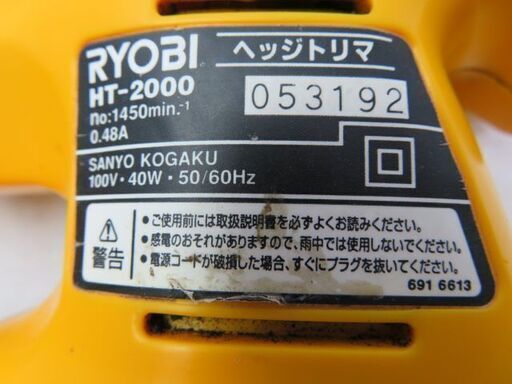 RYOBI ヘッジトリマ
HT-2000
no:1450min.-1
0.48A
053192
SANYO KOGAKU
100V・40W・50/60Hz
警告
●ご使用前には取扱説明書を必ずよくお読みください。
●感電のおそれがありますので、雨中では使用しないでください。
●電源コードが破損した場合、すぐにプラグを抜いてください。
691 6613